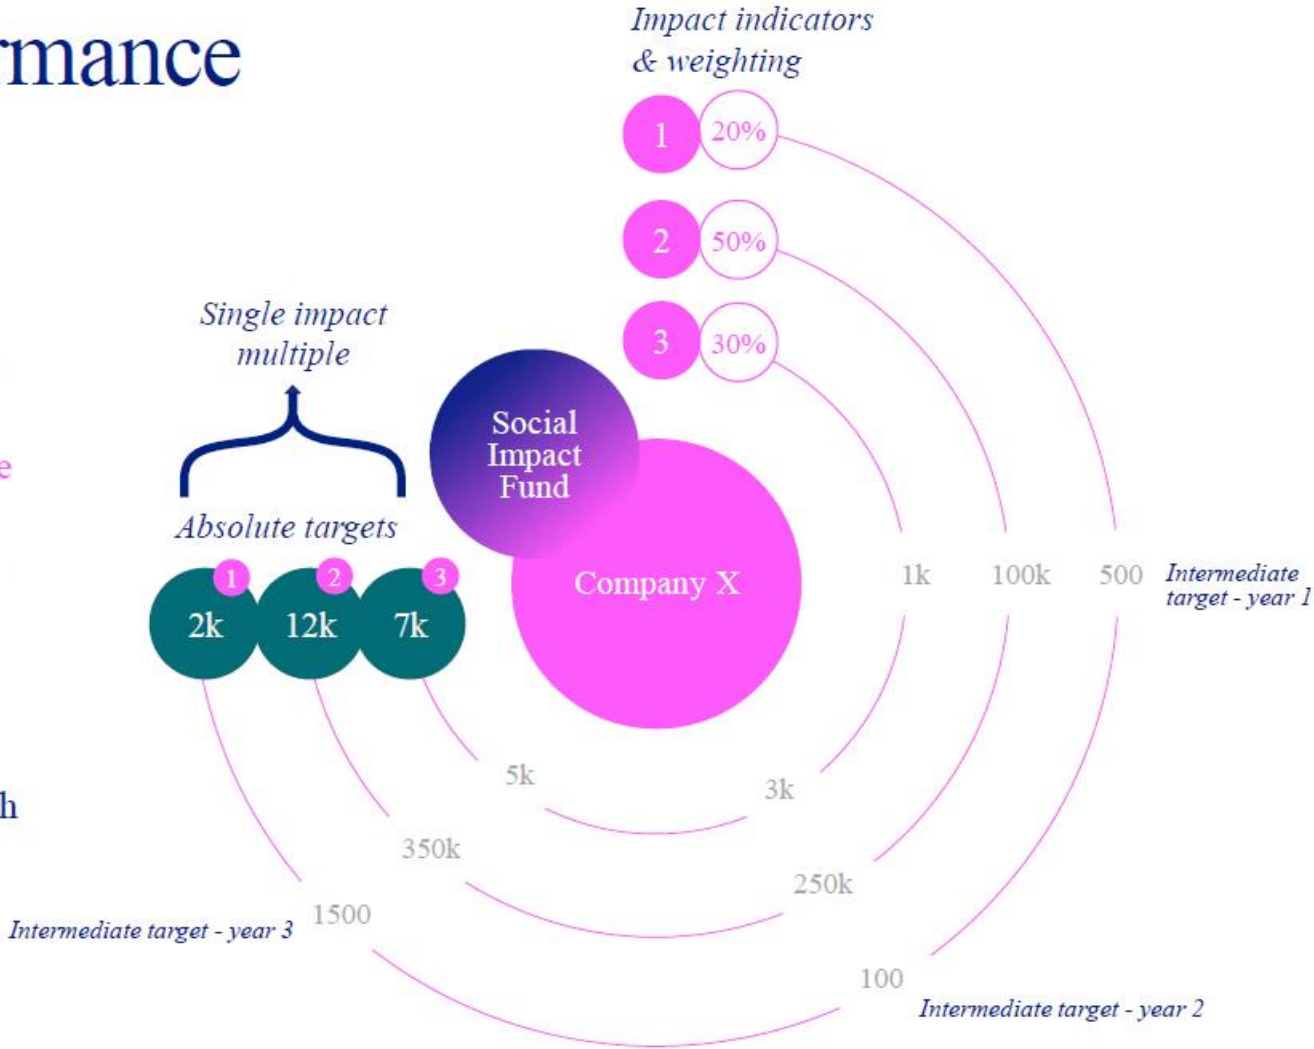 rmance
Impact indicators
& weighting
1 20%
2 50%
3 30%
Single impact
multiple
Social
Impact
Fund
e
Absolute targets
1 2 3
2k 12k 7k
Company X
1k 100k 500 Intermediate
target - year 1
5k
3k
h
350k
250k
1500
Intermediate target - year 3
100
Intermediate target - year 2